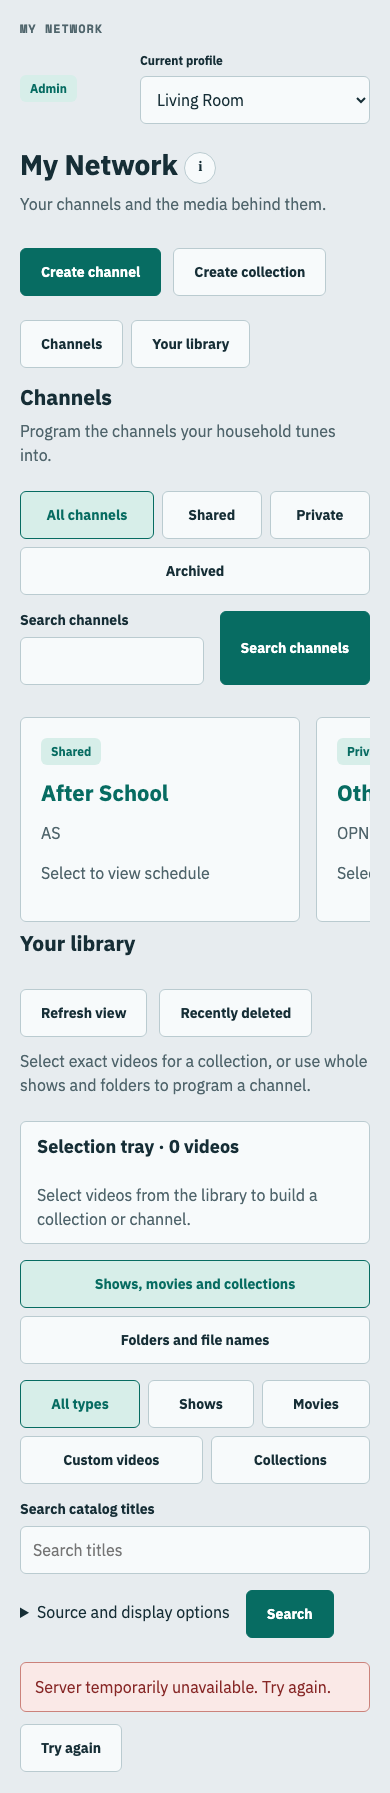 MY NETWORK
Current profile
Admin
Living Room
My Network i
Your channels and the media behind them.
Create channel
Create collection
Channels
Your library
Channels
Program the channels your household tunes
into.
All channels
Shared
Private
Archived
Search channels
Search channels
Shared
After School
AS
Select to view schedule
Priv
Oth
OPN
Selec
Your library
Refresh view
Recently deleted
Select exact videos for a collection, or use whole
shows and folders to program a channel.
Selection tray · 0 videos
Select videos from the library to build a
collection or channel.
Shows, movies and collections
Folders and file names
All types
Shows
Movies
Custom videos
Collections
Search catalog titles
Search titles
Source and display options
Search
Server temporarily unavailable. Try again.
Try again